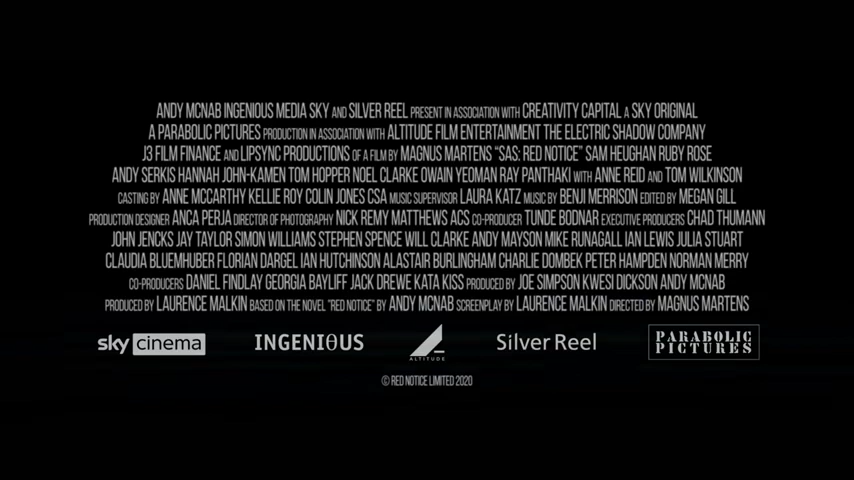 ANDY MCNAB INGENIOUS MEDIA SKY AND SILVER REEL PRESENT IN ASSOCIATION WITH CREATIVITY CAPITAL A SKY ORIGINAL
A PARABOLIC PICTURES PRODUCTION IN ASSOCIATION WITH ALTITUDE FILM ENTERTAINMENT THE ELECTRIC SHADOW COMPANY
J3 FILM FINANCE AND LIPSYNC PRODUCTIONS OF A FILM BY MAGNUS MARTENS "SAS: RED NOTICE" SAM HEUGHAN RUBY ROSE
ANDY SERKIS HANNAH JOHN-KAMEN TOM HOPPER NOEL CLARKE OWAIN YEOMAN RAY PANTHAKI WITH ANNE REID AND TOM WILKINSON
CASTING BY ANNE MCCARTHY KELLIE ROY COLIN JONES CSA MUSIC SUPERVISOR LAURA KATZ MUSIC BY BENJI MERRISON EDITED BY MEGAN GILL
PRODUCTION DESIGNER ANCA PERJA DIRECTOR OF PHOTOGRAPHY NICK REMY MATTHEWS ACS CO-PRODUCER TUNDE BODNAR EXECUTIVE PRODUCERS CHAD THUMANN
JOHN JENCKS JAY TAYLOR SIMON WILLIAMS STEPHEN SPENCE WILL CLARKE ANDY MAYSON MIKE RUNAGALL IAN LEWIS JULIA STUART
CLAUDIA BLUEMHUBER FLORIAN DARGEL IAN HUTCHINSON ALASTAIR BURLINGHAM CHARLIE DOMBEK PETER HAMPDEN NORMAN MERRY
CO-PRODUCERS DANIEL FINDLAY GEORGIA BAYLIFF JACK DREWE KATA KISS PRODUCED BY JOE SIMPSON KWESI DICKSON ANDY MCNAB
PRODUCED BY LAURENCE MALKIN BASED ON THE NOVEL "RED NOTICE" BY ANDY MCNAB SCREENPLAY BY LAURENCE MALKIN DIRECTED BY MAGNUS MARTENS
sky cinema INGENIOUS ALTITUDE Silver Reel PARABOLIC PICTURES
© RED NOTICE LIMITED 2020